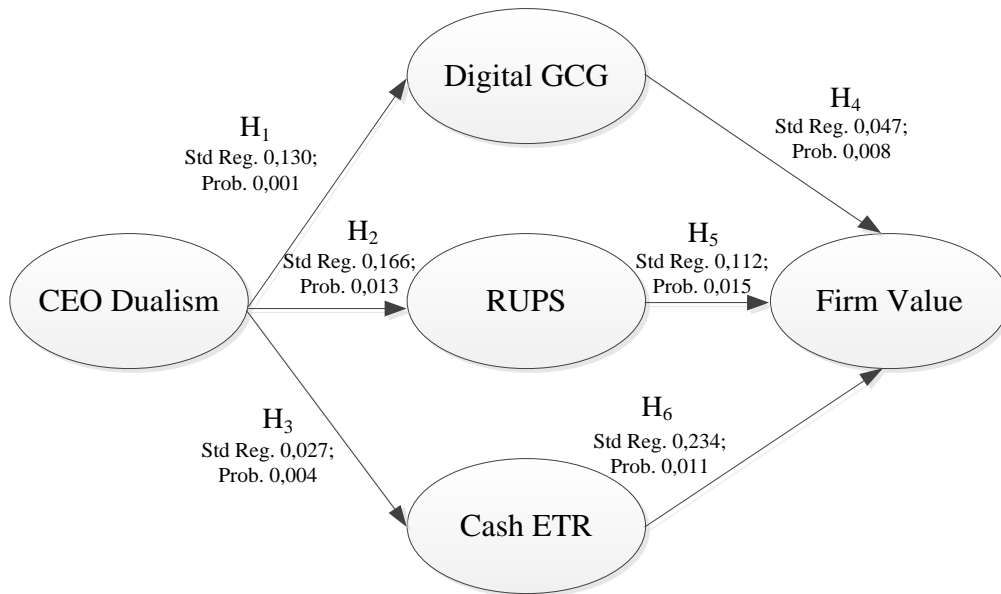 Digital GCG
H₄
Std Reg. 0,047;
Prob. 0,008
H₁
Std Reg. 0,130;
Prob. 0,001
H₂
Std Reg. 0,166;
Prob. 0,013
H₅
Std Reg. 0,112;
Prob. 0,015
CEO Dualism
RUPS
Firm Value
H₃
Std Reg. 0,027;
Prob. 0,004
H₆
Std Reg. 0,234;
Prob. 0,011
Cash ETR